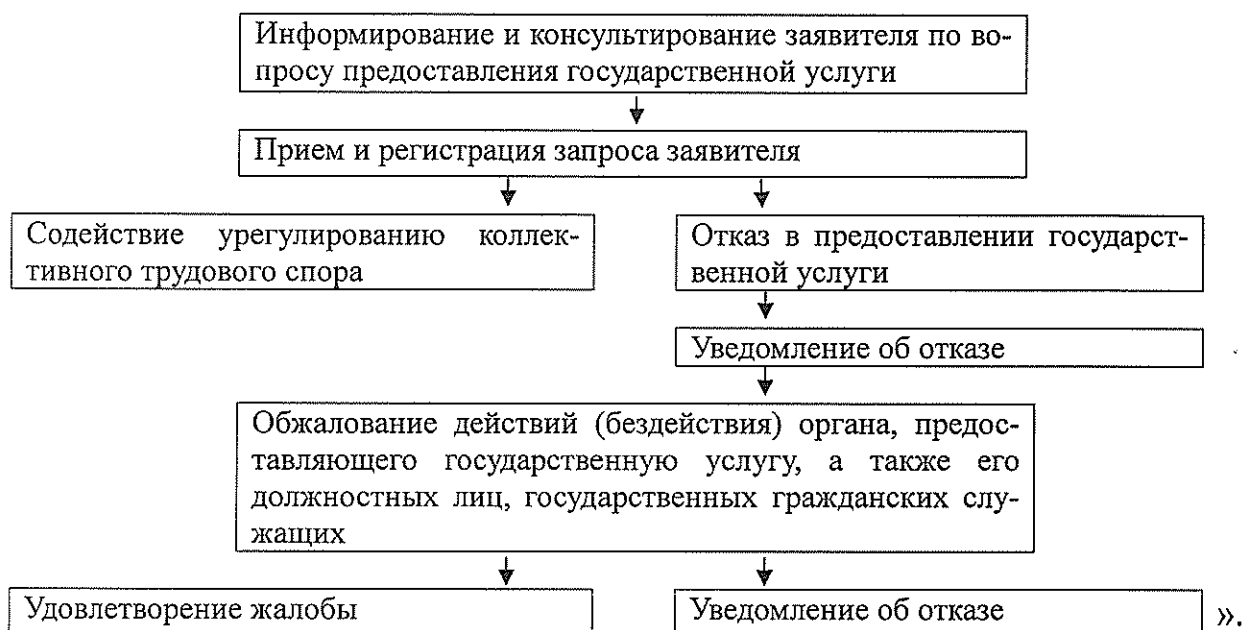 Информирование и консультирование заявителя по во-
просу предоставления государственной услуги
Прием и регистрация запроса заявителя
Содействие урегулированию коллек-
тивного трудового спора
Отказ в предоставлении государст-
венной услуги
Уведомление об отказе
Обжалование действий (бездействия) органа, предос-
тавляющего государственную услугу, а также его
должностных лиц, государственных гражданских слу-
жащих
Удовлетворение жалобы
Уведомление об отказе
».